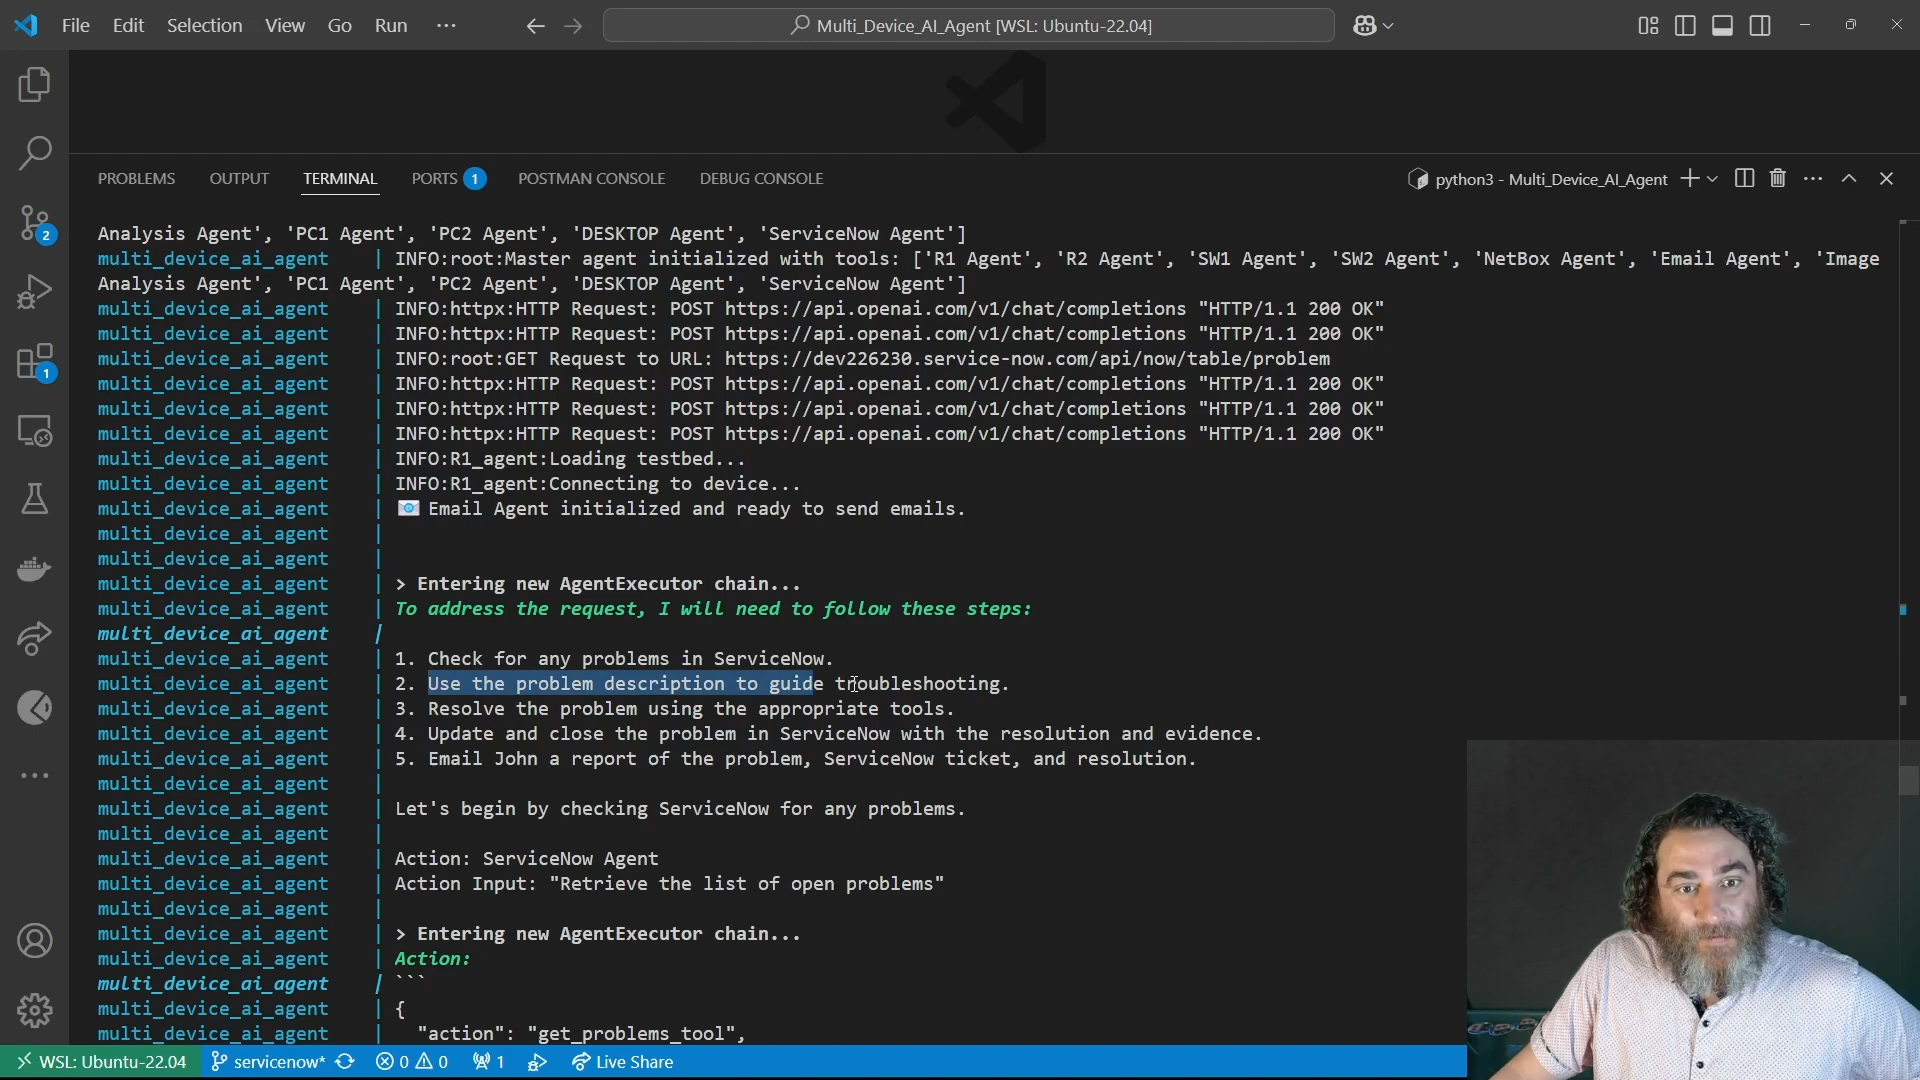 File Edit Selection View Go Run ··· Multi_Device_AI_Agent [WSL: Ubuntu-22.04]
PROBLEMS OUTPUT TERMINAL PORTS 1 POSTMAN CONSOLE DEBUG CONSOLE python3 - Multi_Device_AI_Agent
Analysis Agent', 'PC1 Agent', 'PC2 Agent', 'DESKTOP Agent', 'ServiceNow Agent']
multi_device_ai_agent | INFO:root:Master agent initialized with tools: ['R1 Agent', 'R2 Agent', 'SW1 Agent', 'SW2 Agent', 'NetBox Agent', 'Email Agent', 'Image
Analysis Agent', 'PC1 Agent', 'PC2 Agent', 'DESKTOP Agent', 'ServiceNow Agent']
multi_device_ai_agent | INFO:httpx:HTTP Request: POST https://api.openai.com/v1/chat/completions "HTTP/1.1 200 OK"
multi_device_ai_agent | INFO:httpx:HTTP Request: POST https://api.openai.com/v1/chat/completions "HTTP/1.1 200 OK"
multi_device_ai_agent | INFO:root:GET Request to URL: https://dev226230.service-now.com/api/now/table/problem
multi_device_ai_agent | INFO:httpx:HTTP Request: POST https://api.openai.com/v1/chat/completions "HTTP/1.1 200 OK"
multi_device_ai_agent | INFO:httpx:HTTP Request: POST https://api.openai.com/v1/chat/completions "HTTP/1.1 200 OK"
multi_device_ai_agent | INFO:httpx:HTTP Request: POST https://api.openai.com/v1/chat/completions "HTTP/1.1 200 OK"
multi_device_ai_agent | INFO:R1_agent:Loading testbed...
multi_device_ai_agent | INFO:R1_agent:Connecting to device...
multi_device_ai_agent | 📧 Email Agent initialized and ready to send emails.
multi_device_ai_agent |
multi_device_ai_agent |
multi_device_ai_agent | > Entering new AgentExecutor chain...
multi_device_ai_agent | To address the request, I will need to follow these steps:
multi_device_ai_agent |
multi_device_ai_agent | 1. Check for any problems in ServiceNow.
multi_device_ai_agent | 2. Use the problem description to guide troubleshooting.
multi_device_ai_agent | 3. Resolve the problem using the appropriate tools.
multi_device_ai_agent | 4. Update and close the problem in ServiceNow with the resolution and evidence.
multi_device_ai_agent | 5. Email John a report of the problem, ServiceNow ticket, and resolution.
multi_device_ai_agent |
multi_device_ai_agent | Let's begin by checking ServiceNow for any problems.
multi_device_ai_agent |
multi_device_ai_agent | Action: ServiceNow Agent
multi_device_ai_agent | Action Input: "Retrieve the list of open problems"
multi_device_ai_agent |
multi_device_ai_agent | > Entering new AgentExecutor chain...
multi_device_ai_agent | Action:
multi_device_ai_agent | ```
multi_device_ai_agent | {
multi_device_ai_agent | "action": "get_problems_tool",
2
1
WSL: Ubuntu-22.04 servicenow* 0 0 1 Live Share